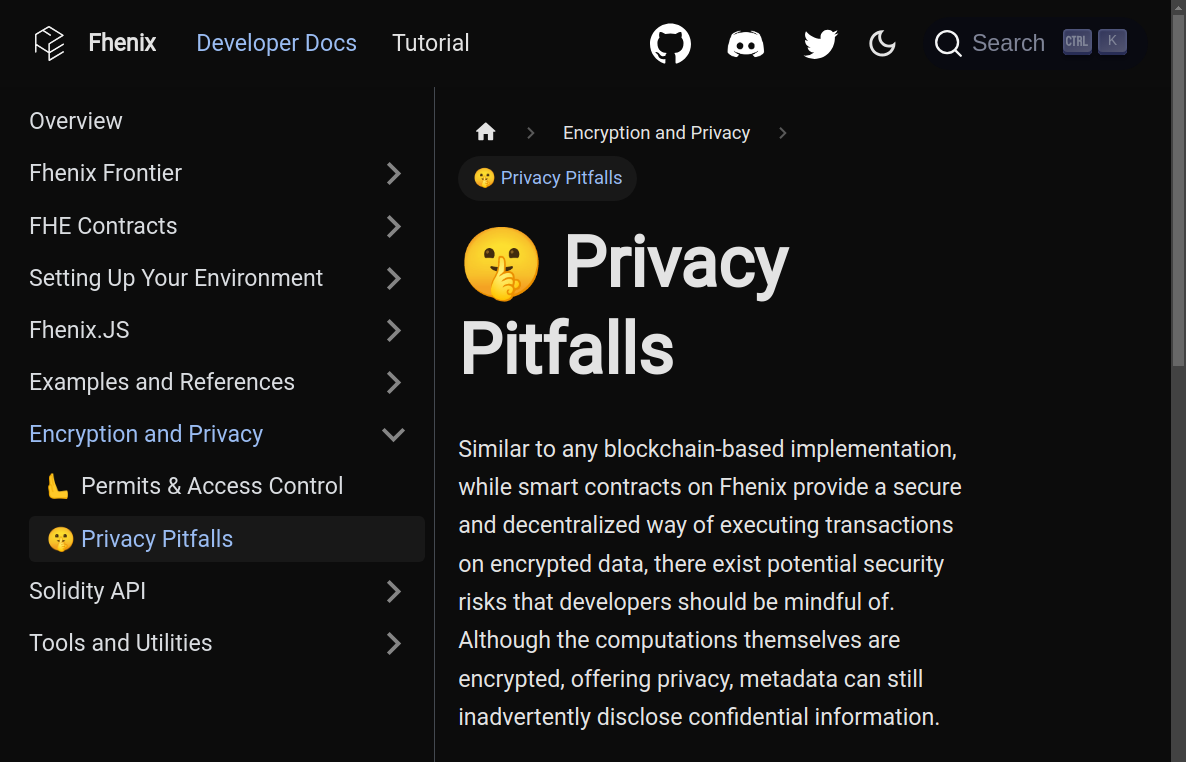 Fhenix Developer Docs Tutorial Search CTRL K
Overview
Fhenix Frontier
FHE Contracts
Setting Up Your Environment
Fhenix.JS
Examples and References
Encryption and Privacy
Permits & Access Control
Privacy Pitfalls
Solidity API
Tools and Utilities
Encryption and Privacy
🤫 Privacy Pitfalls
🤫 Privacy
Pitfalls
Similar to any blockchain-based implementation,
while smart contracts on Fhenix provide a secure
and decentralized way of executing transactions
on encrypted data, there exist potential security
risks that developers should be mindful of.
Although the computations themselves are
encrypted, offering privacy, metadata can still
inadvertently disclose confidential information.